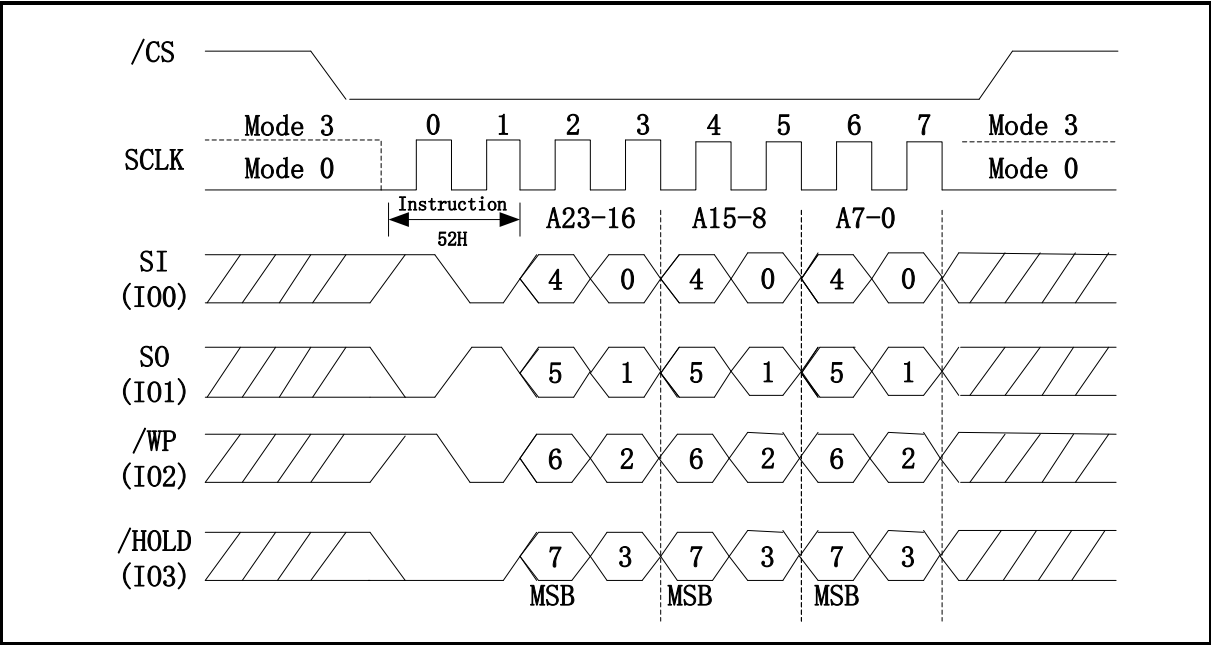 /CS
Mode 3 0 1 2 3 4 5 6 7 Mode 3
SCLK Mode 0 Mode 0
Instruction A23-16 A15-8 A7-0
52H
SI
(IO0) 4 0 4 0 4 0
SO
(IO1) 5 1 5 1 5 1
/WP
(IO2) 6 2 6 2 6 2
/HOLD
(IO3) 7 3 7 3 7 3
MSB MSB MSB